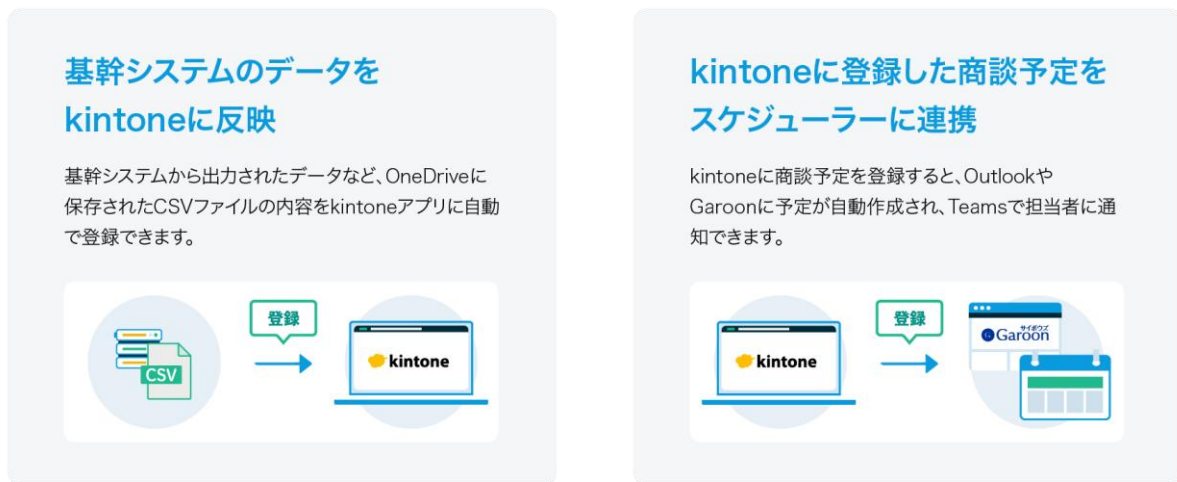 基幹システムのデータを
kintoneに反映
基幹システムから出力されたデータなど、OneDriveに
保存されたCSVファイルの内容をkintoneアプリに自動
で登録できます。
登録
CSV
kintone
kintoneに登録した商談予定を
スケジューラーに連携
kintoneに商談予定を登録すると、Outlookや
Garoonに予定が自動作成され、Teamsで担当者に通
知できます。
登録
kintone
サイボウズ
Garoon